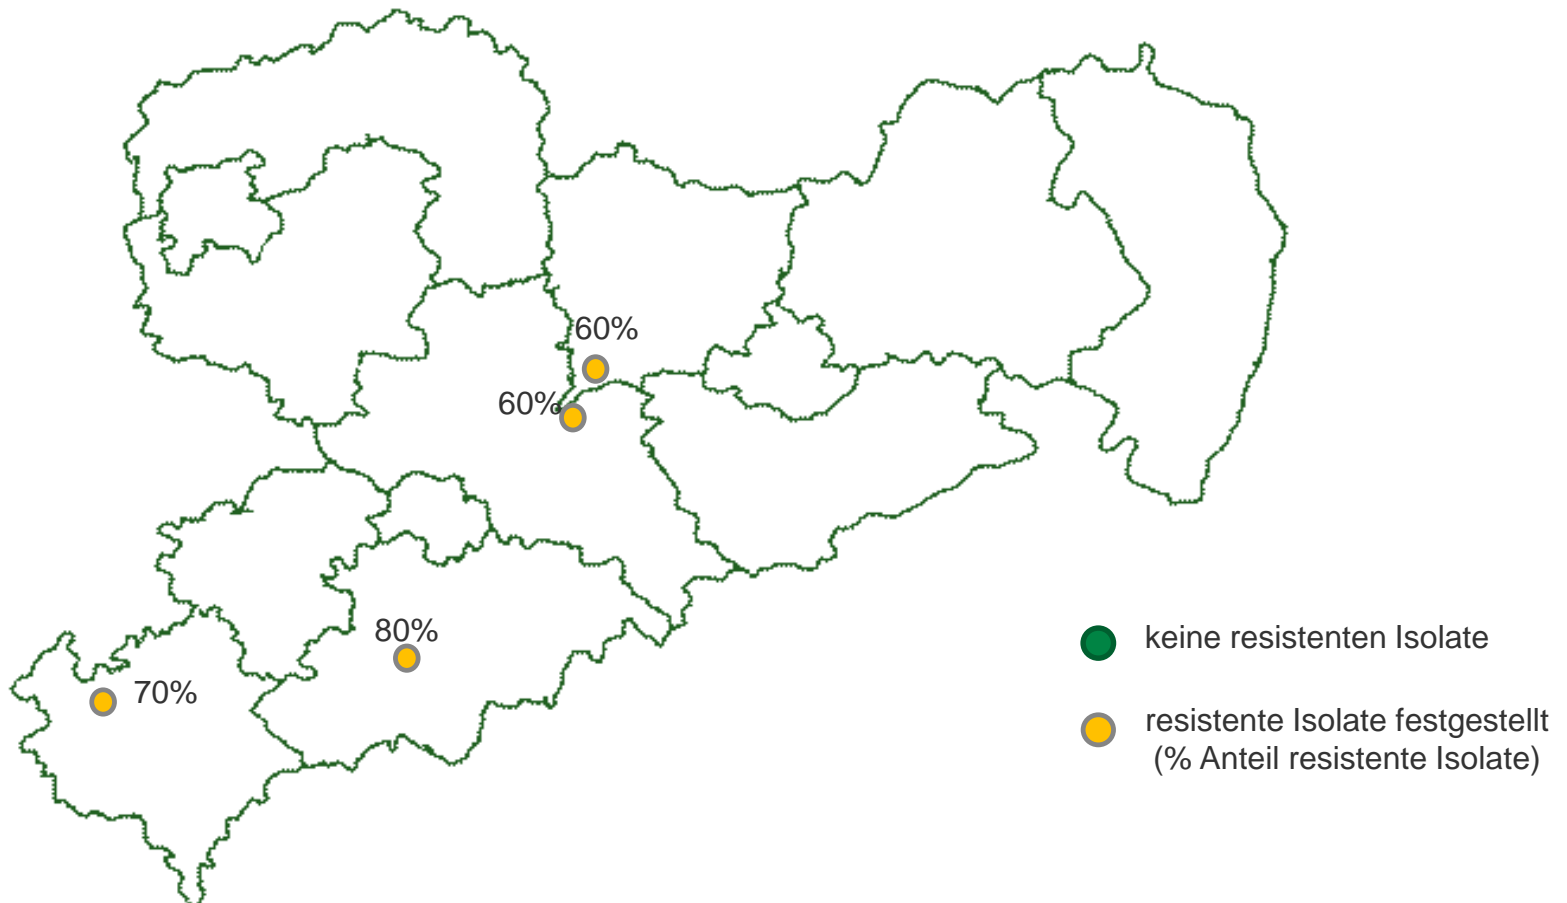 60%
60%
80%
70%
keine resistenten Isolate
resistente Isolate festgestellt
(% Anteil resistente Isolate)